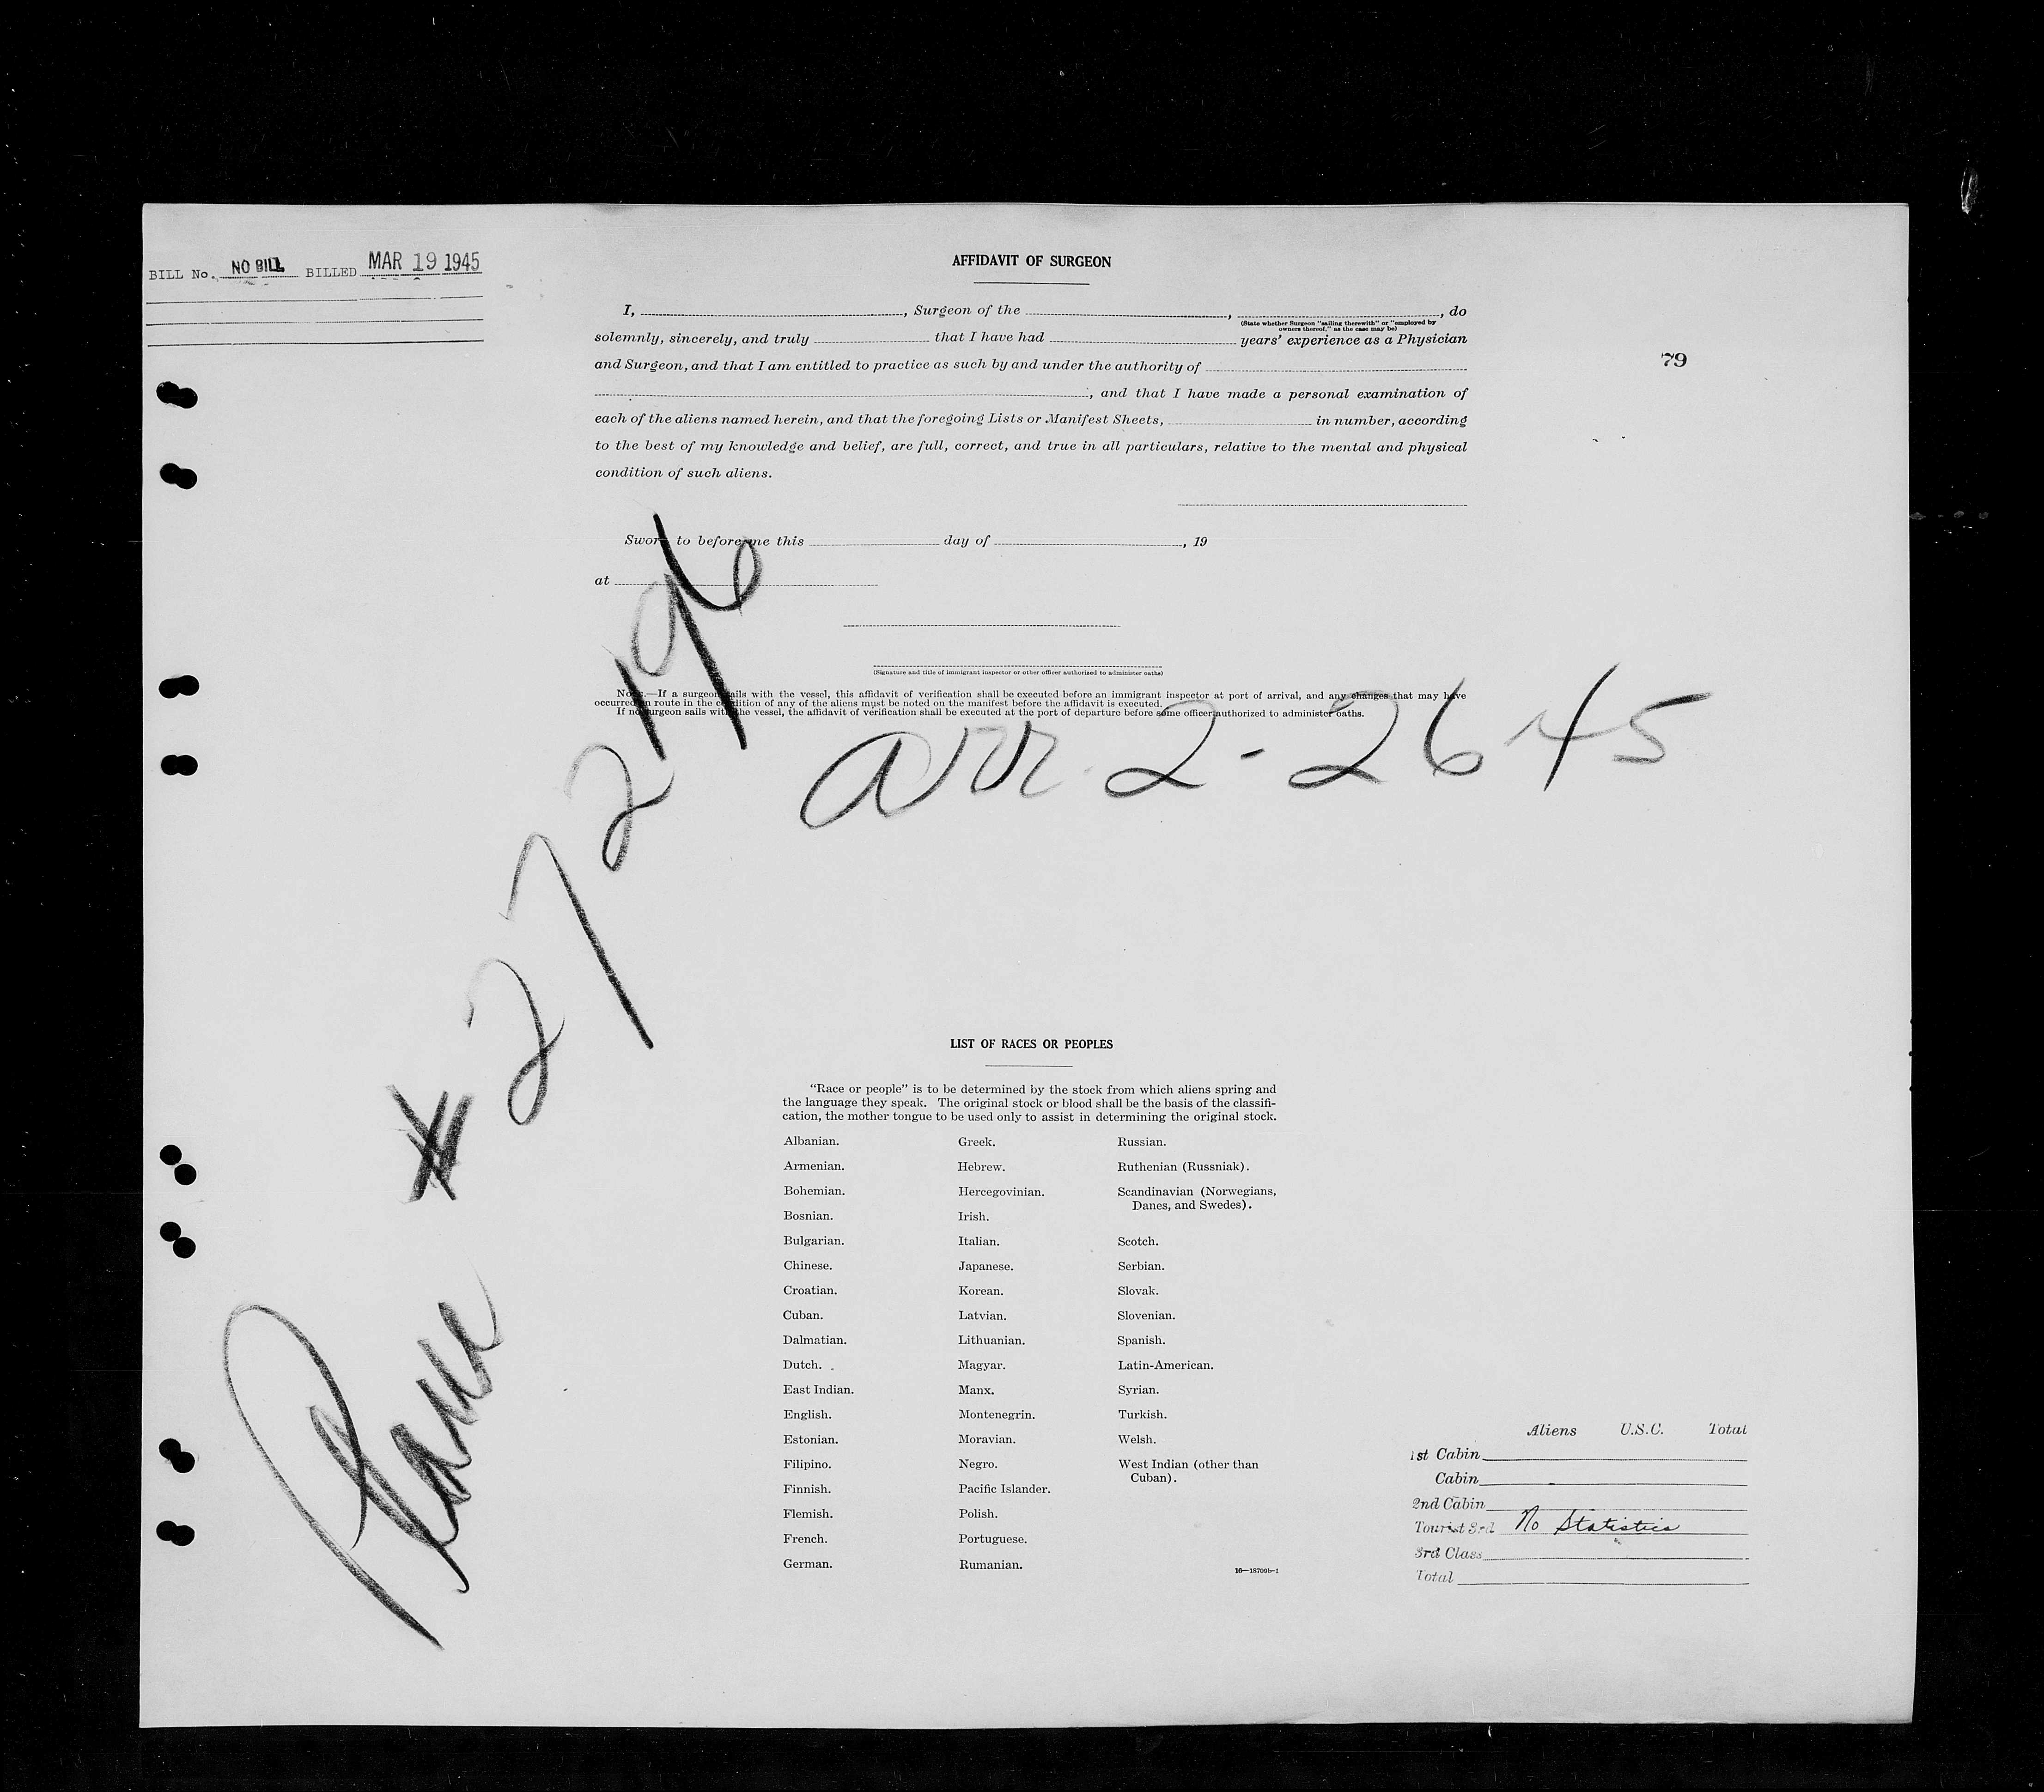 BILL No. NO BILL BILLED MAR 19 1945
AFFIDAVIT OF SURGEON
I, , Surgeon of the , , do
(State whether Surgeon "sailing therewith" or "employed by
owners thereof," as the case may be)
solemnly, sincerely, and truly that I have had years' experience as a Physician
79
and Surgeon, and that I am entitled to practice as such by and under the authority of
, and that I have made a personal examination of
each of the aliens named herein, and that the foregoing Lists or Manifest Sheets, in number, according
to the best of my knowledge and belief, are full, correct, and true in all particulars, relative to the mental and physical
condition of such aliens.
Sworn to before me this day of , 19
at
(Signature and title of immigrant inspector or other officer authorized to administer oaths)
Note.—If a surgeon sails with the vessel, this affidavit of verification shall be executed before an immigrant inspector at port of arrival, and any changes that may have
occurred in route in the condition of any of the aliens must be noted on the manifest before the affidavit is executed.
If no surgeon sails with the vessel, the affidavit of verification shall be executed at the port of departure before some officer authorized to administer oaths.
arr. 2-26-45
Plane # 27296
LIST OF RACES OR PEOPLES
"Race or people" is to be determined by the stock from which aliens spring and
the language they speak. The original stock or blood shall be the basis of the classifi-
cation, the mother tongue to be used only to assist in determining the original stock.
Albanian. Greek. Russian.
Armenian. Hebrew. Ruthenian (Russniak).
Bohemian. Hercegovinian. Scandinavian (Norwegians,
Danes, and Swedes).
Bosnian. Irish.
Bulgarian. Italian. Scotch.
Chinese. Japanese. Serbian.
Croatian. Korean. Slovak.
Cuban. Latvian. Slovenian.
Dalmatian. Lithuanian. Spanish.
Dutch. Magyar. Latin-American.
East Indian. Manx. Syrian.
English. Montenegrin. Turkish.
Estonian. Moravian. Welsh.
Filipino. Negro. West Indian (other than
Cuban).
Finnish. Pacific Islander.
Flemish. Polish.
French. Portuguese.
German. Rumanian.
16—18709b-1
Aliens U.S.C. Total
1st Cabin
Cabin
2nd Cabin
Tourist 3rd No Statistics
3rd Class
Total